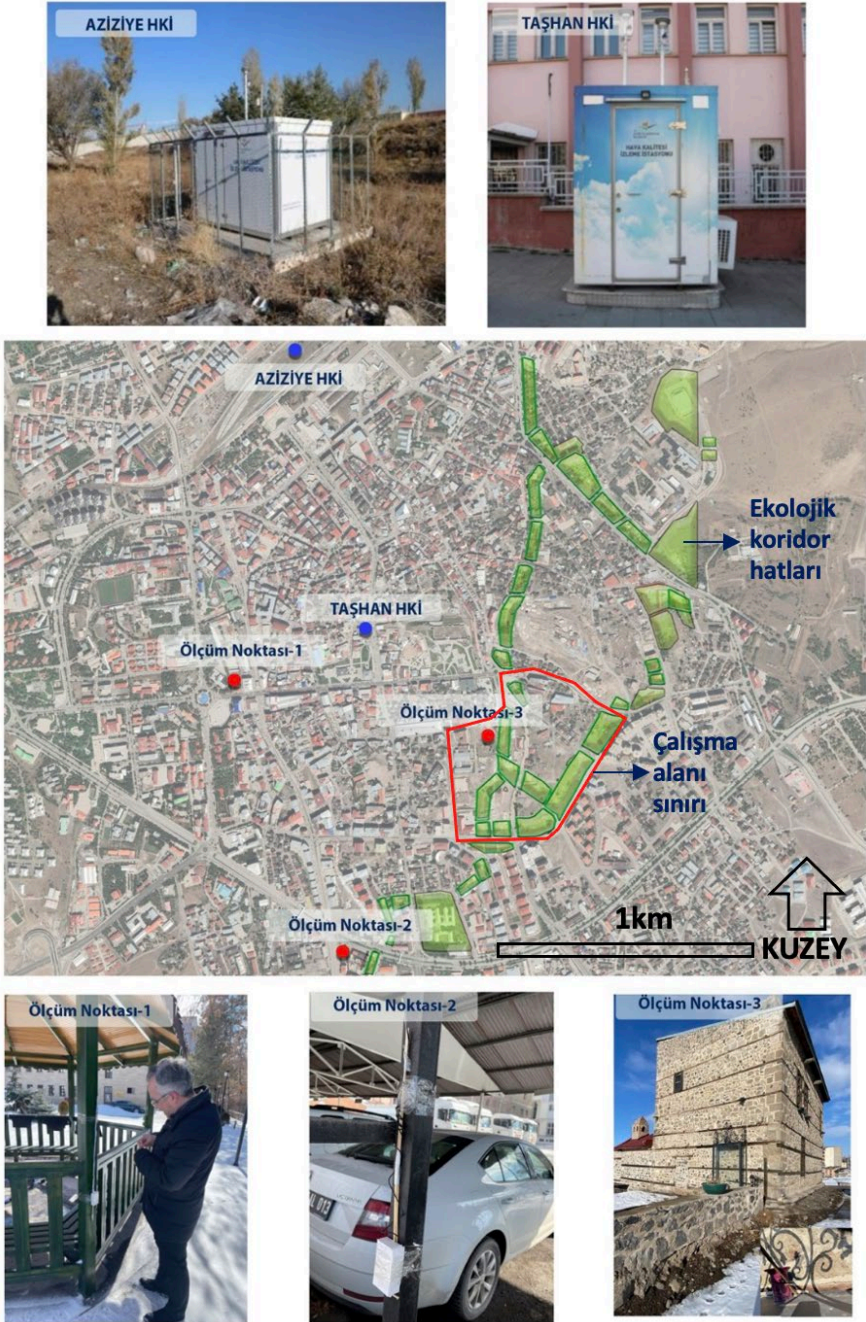 AZİZİYE HKİ
TAŞHAN HKİ
HAVA KALİTESİ
İZLEME İSTASYONU
AZİZİYE HKİ
Ekolojik
koridor
hatları
TAŞHAN HKİ
Ölçüm Noktası-1
Ölçüm Noktası-3
Çalışma
alanı
sınırı
Ölçüm Noktası-2
1km
KUZEY
Ölçüm Noktası-1
Ölçüm Noktası-2
Ölçüm Noktası-3